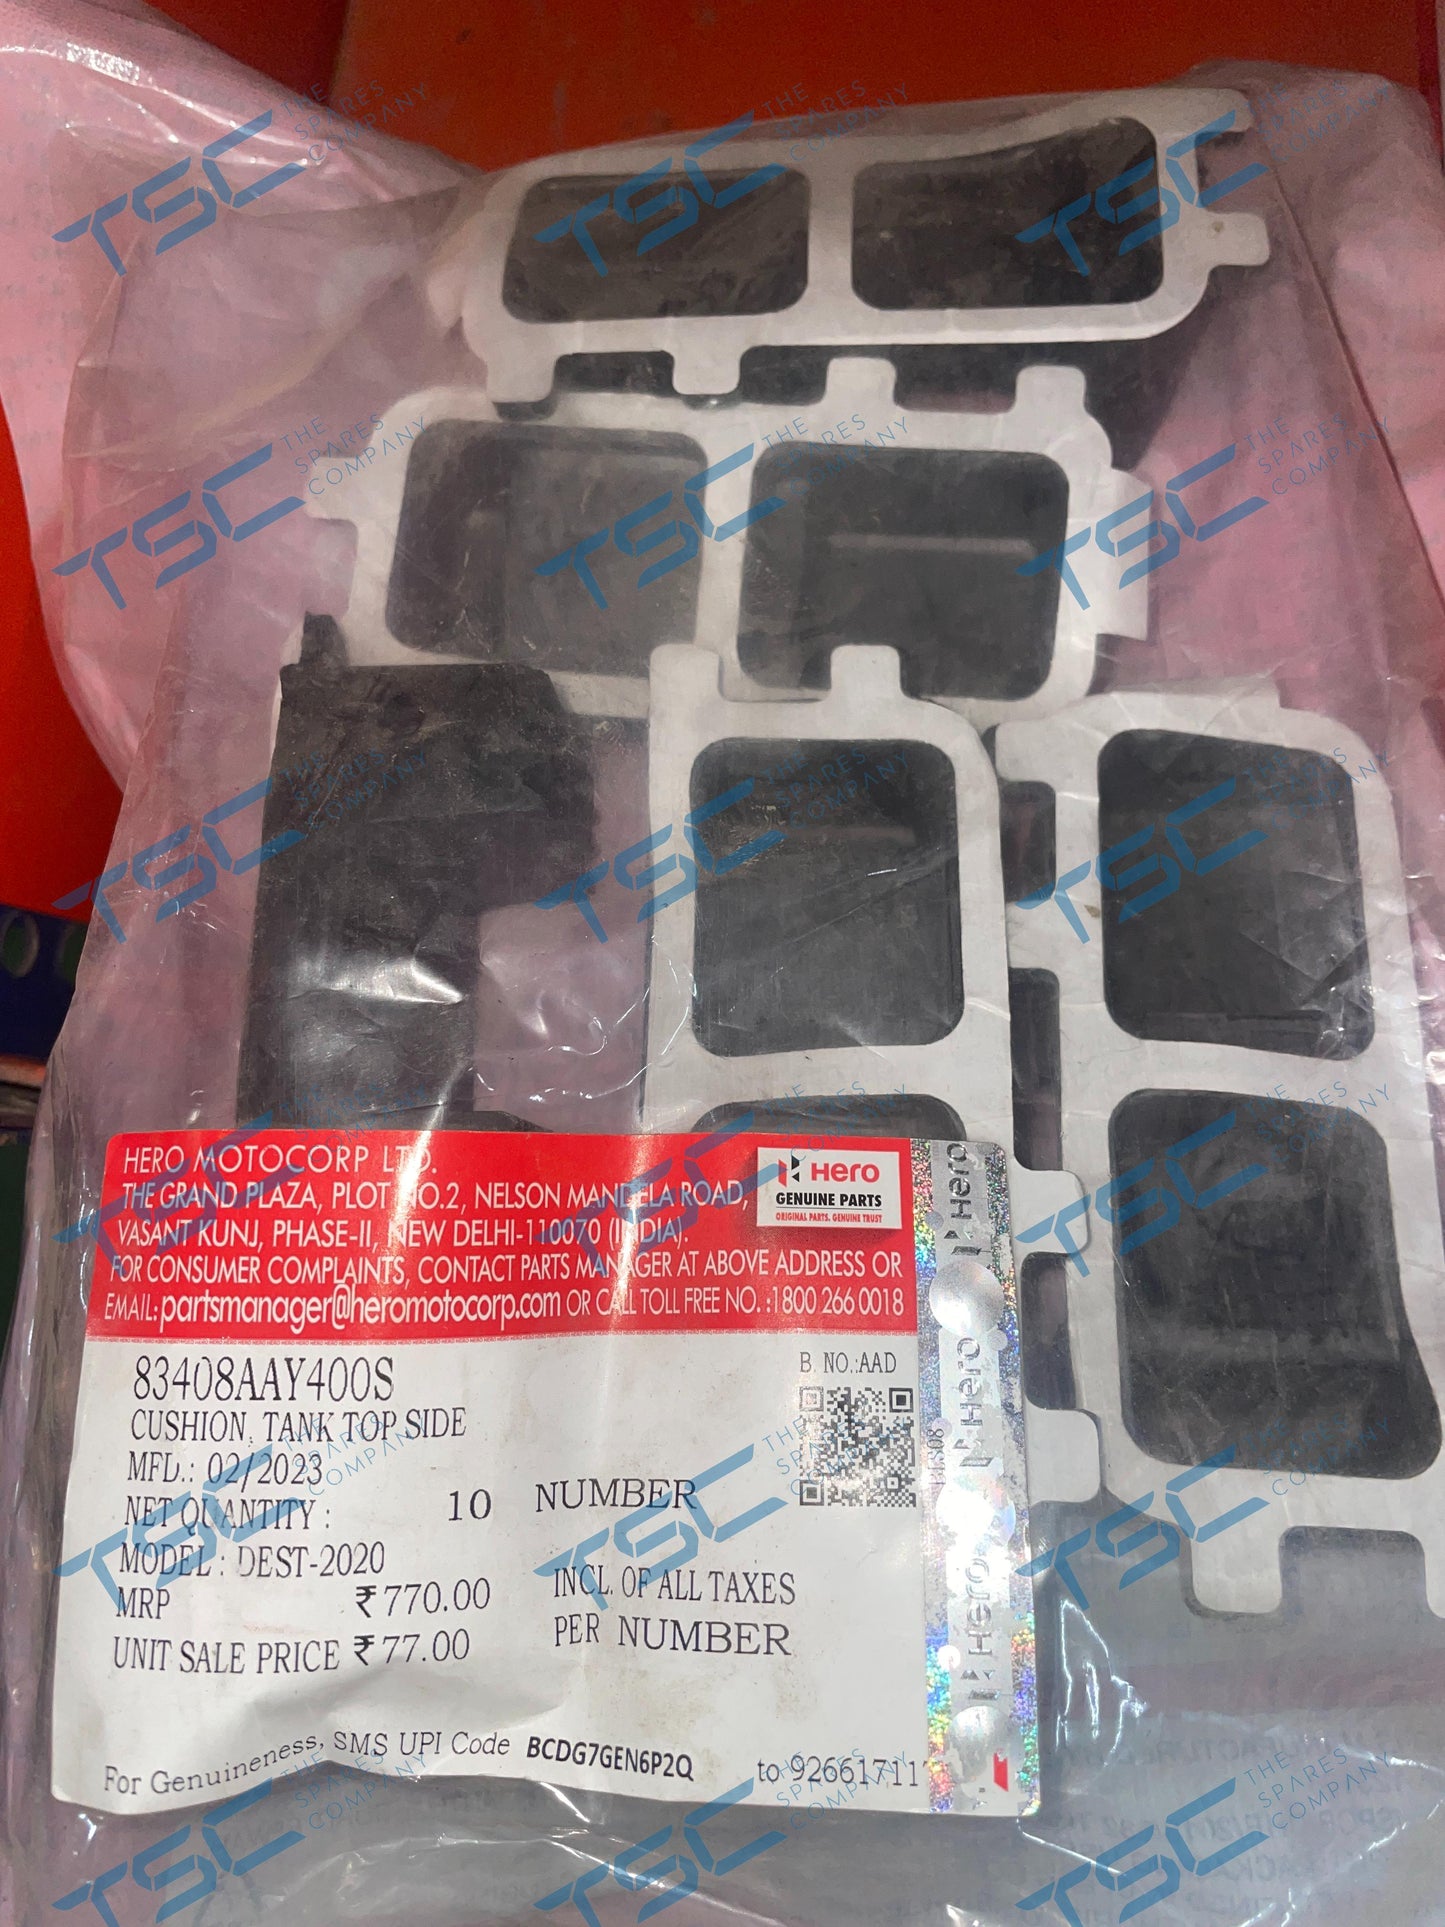 HERO MOTOCORP LTD.
THE GRAND PLAZA, PLOT NO.2, NELSON MANDELA ROAD,
VASANT KUNJ, PHASE-II, NEW DELHI-110070 (INDIA).
FOR CONSUMER COMPLAINTS, CONTACT PARTS MANAGER AT ABOVE ADDRESS OR
EMAIL: partsmanager@heromotocorp.com OR CALL TOLL FREE NO. :1800 266 0018
Hero
GENUINE PARTS
ORIGINAL PARTS. GENUINE TRUST
83408AAY400S
B. NO.:AAD
CUSHION, TANK TOP SIDE
MFD.: 02/2023
NET QUANTITY : 10 NUMBER
MODEL : DEST-2020
MRP ₹770.00 INCL. OF ALL TAXES
UNIT SALE PRICE ₹77.00 PER NUMBER
For Genuineness, SMS UPI Code BCDG7GEN6P2Q to 92661711
Hero
Hero
Hero
TSC THE SPARES COMPANY